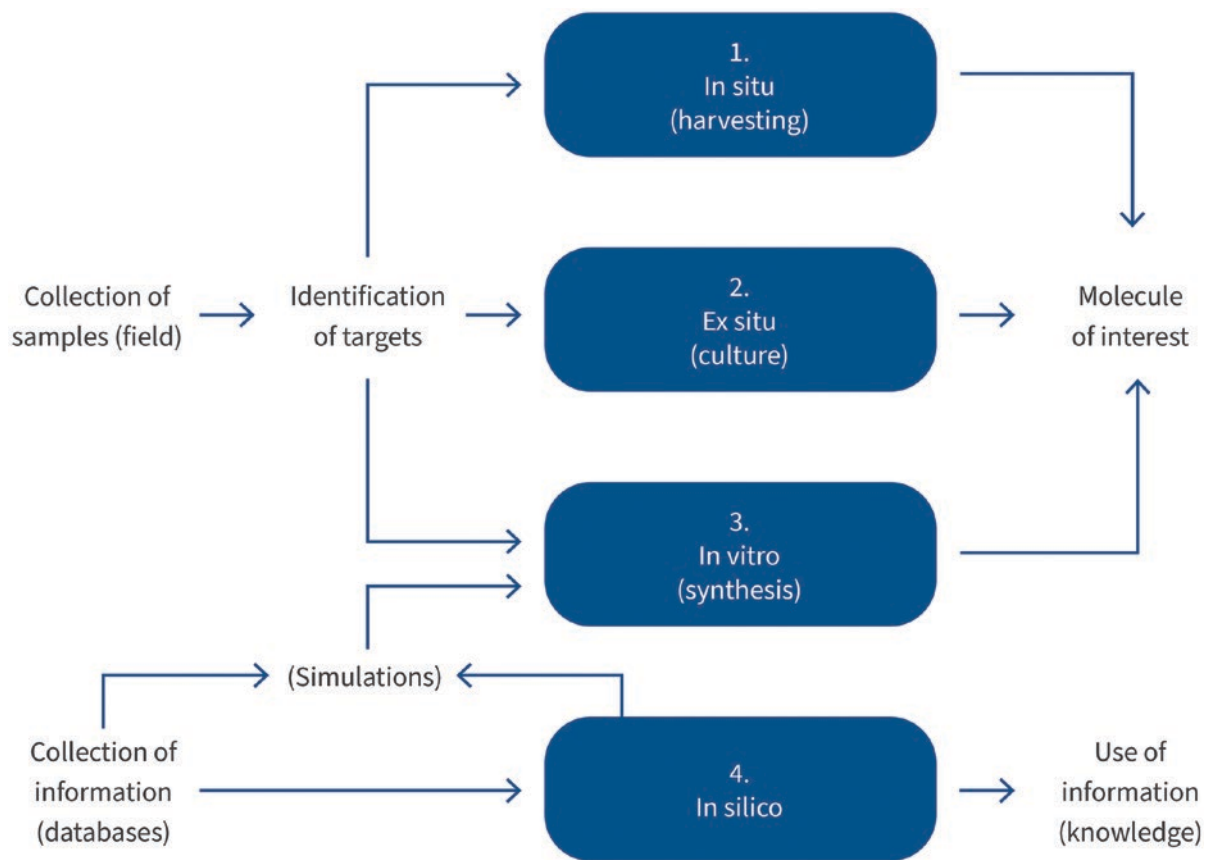 1.
In situ
(harvesting)
Collection of
samples (field)
Identification
of targets
2.
Ex situ
(culture)
Molecule
of interest
3.
In vitro
(synthesis)
(Simulations)
Collection of
information
(databases)
4.
In silico
Use of
information
(knowledge)